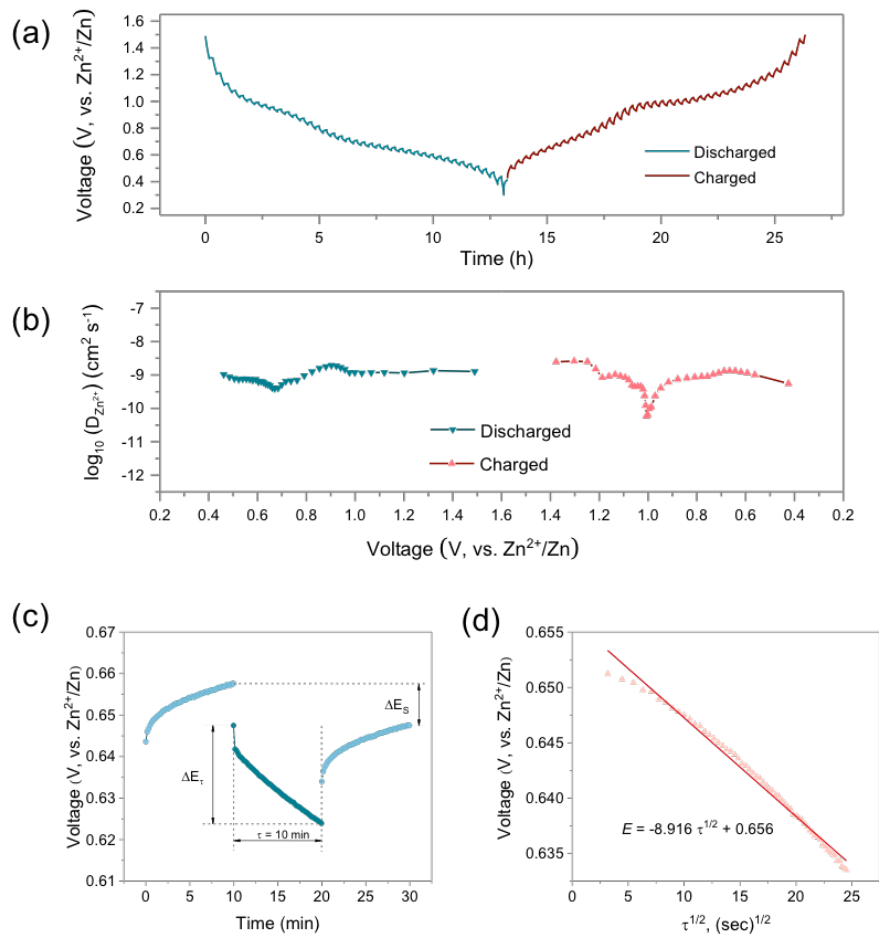 (a)
Voltage (V, vs. Zn²⁺/Zn)
1.6
1.4
1.2
1.0
0.8
0.6
0.4
0.2
Discharged
Charged
0 5 10 15 20 25
Time (h)
(b)
log₁₀ (D_Zn²⁺) (cm² s⁻¹)
-7
-8
-9
-10
-11
-12
Discharged
Charged
0.2 0.4 0.6 0.8 1.0 1.2 1.4 1.4 1.2 1.0 0.8 0.6 0.4 0.2
Voltage (V, vs. Zn²⁺/Zn)
(c)
Voltage (V, vs. Zn²⁺/Zn)
0.67
0.66
0.65
0.64
0.63
0.62
0.61
ΔE_S
ΔE_τ
τ = 10 min
0 5 10 15 20 25 30
Time (min)
(d)
Voltage (V, vs. Zn²⁺/Zn)
0.655
0.650
0.645
0.640
0.635
E = -8.916 τ¹/² + 0.656
0 5 10 15 20 25
τ¹/², (sec)¹/²